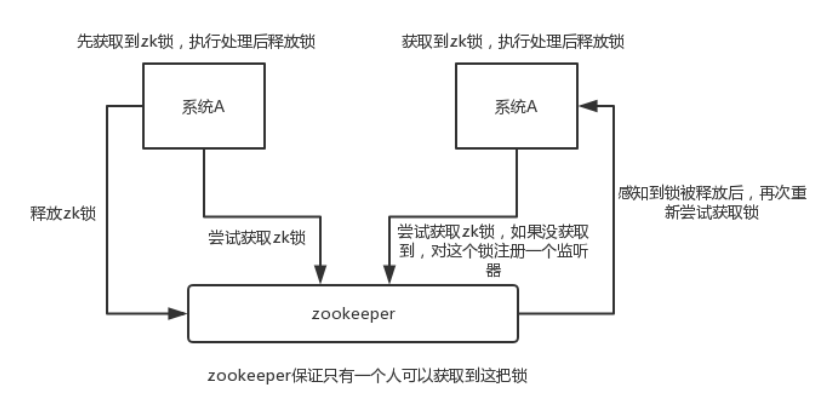 先获取到zk锁，执行处理后释放锁
获取到zk锁，执行处理后释放锁
系统A
系统A
释放zk锁
尝试获取zk锁
尝试获取zk锁，如果没获取
到，对这个锁注册一个监听
器
感知到锁被释放后，再次重
新尝试获取锁
zookeeper
zookeeper保证只有一个人可以获取到这把锁